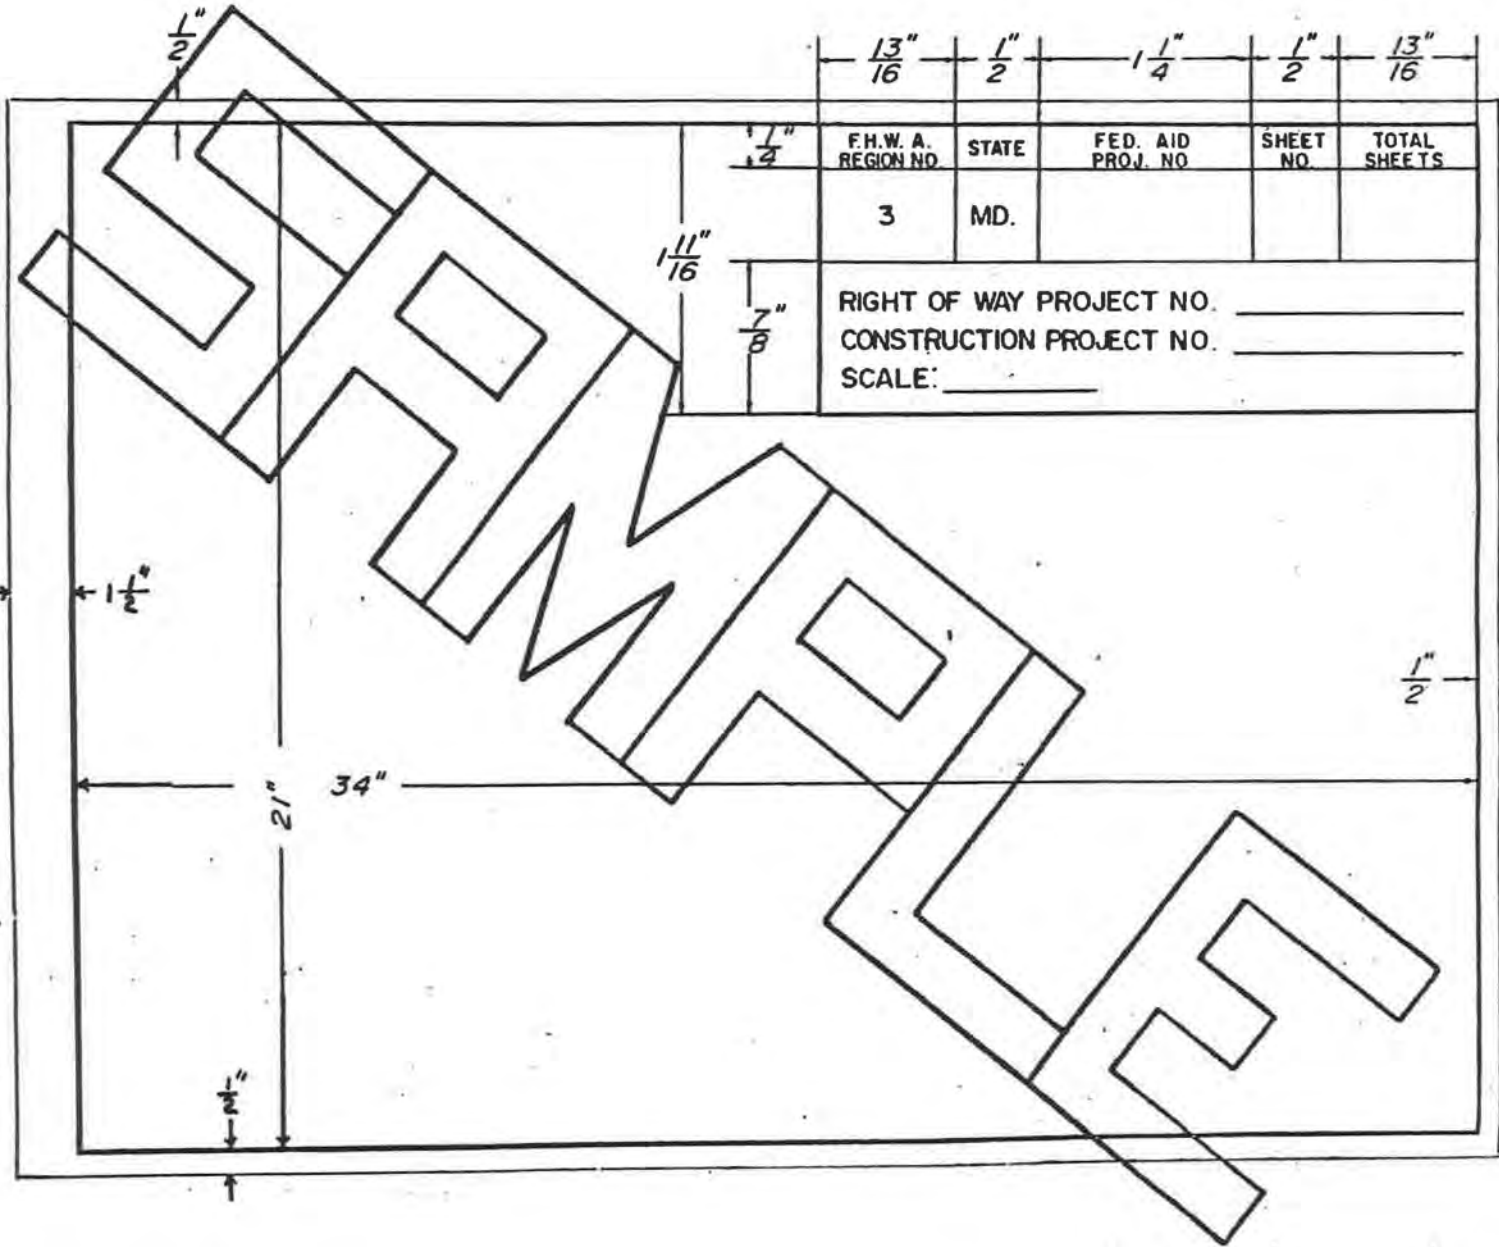 1/2"
13/16" 1/2" 1 1/4" 1/2" 13/16"
1/4"
F.H.W. A. REGION NO STATE FED. AID PROJ. NO SHEET NO. TOTAL SHEETS
3 MD.
1 11/16"
7/8"
RIGHT OF WAY PROJECT NO.
CONSTRUCTION PROJECT NO.
SCALE:
SAMPLE
1 1/2"
1/2"
34"
21"
1/2"